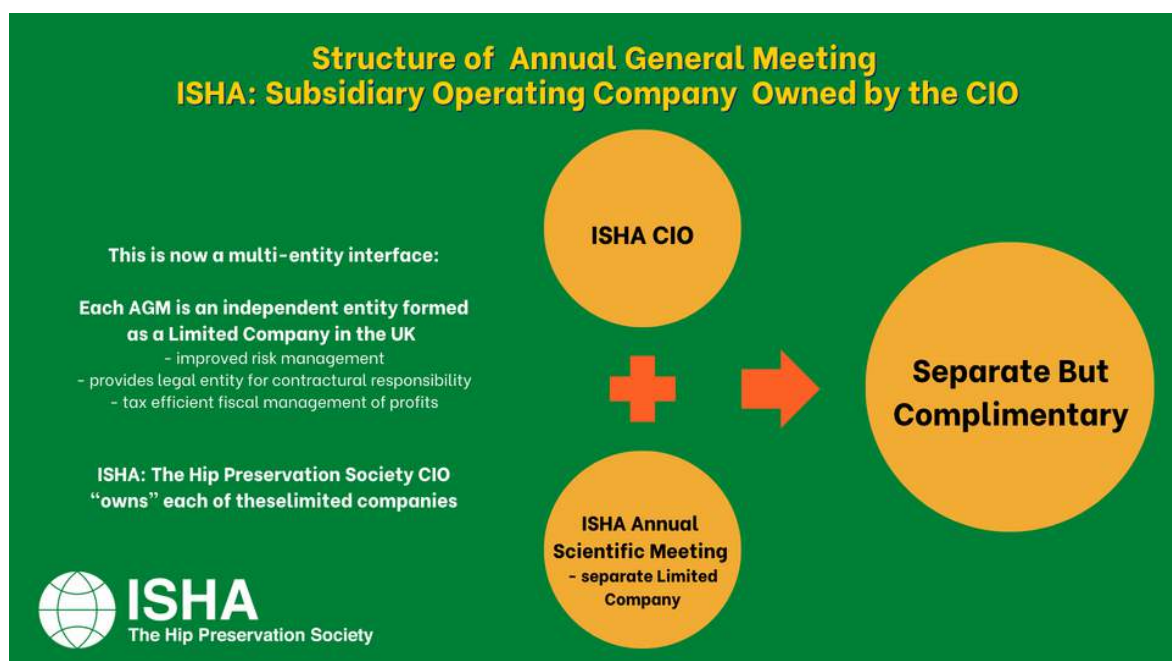 Structure of Annual General Meeting
ISHA: Subsidiary Operating Company Owned by the CIO
This is now a multi-entity interface:
Each AGM is an independent entity formed
as a Limited Company in the UK
- improved risk management
- provides legal entity for contractural responsibility
- tax efficient fiscal management of profits
ISHA: The Hip Preservation Society CIO
“owns” each of theselimited companies
ISHA CIO
ISHA Annual
Scientific Meeting
- separate Limited
Company
Separate But
Complimentary
ISHA
The Hip Preservation Society